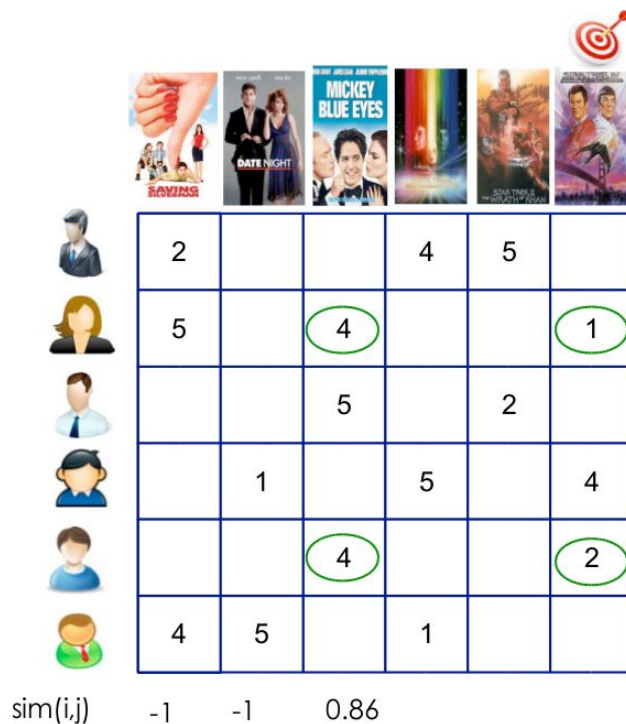 SAVING
SILVERMAN
DATE NIGHT
MICKEY
BLUE EYES
STAR TREK II
THE WRATH OF KHAN
2 4 5
5 4 1
5 2
1 5 4
4 2
4 5 1
sim(i,j) -1 -1 0.86